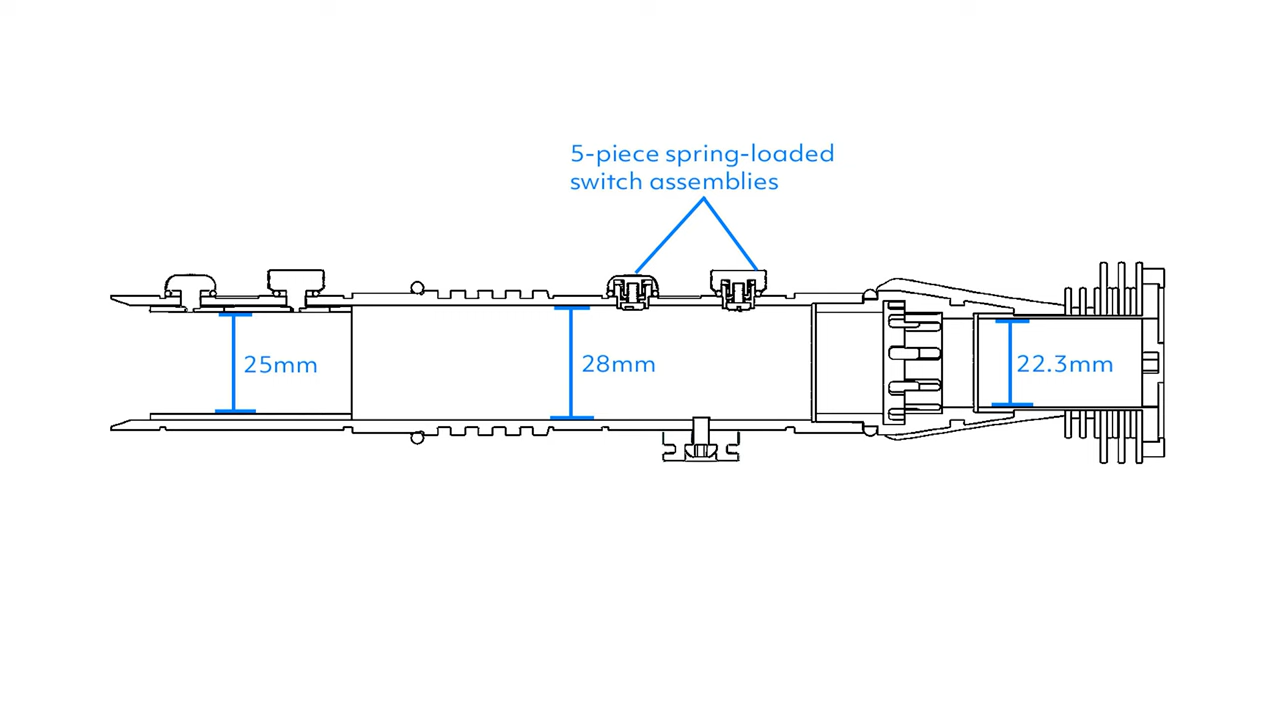 5-piece spring-loaded
switch assemblies
25mm
28mm
22.3mm